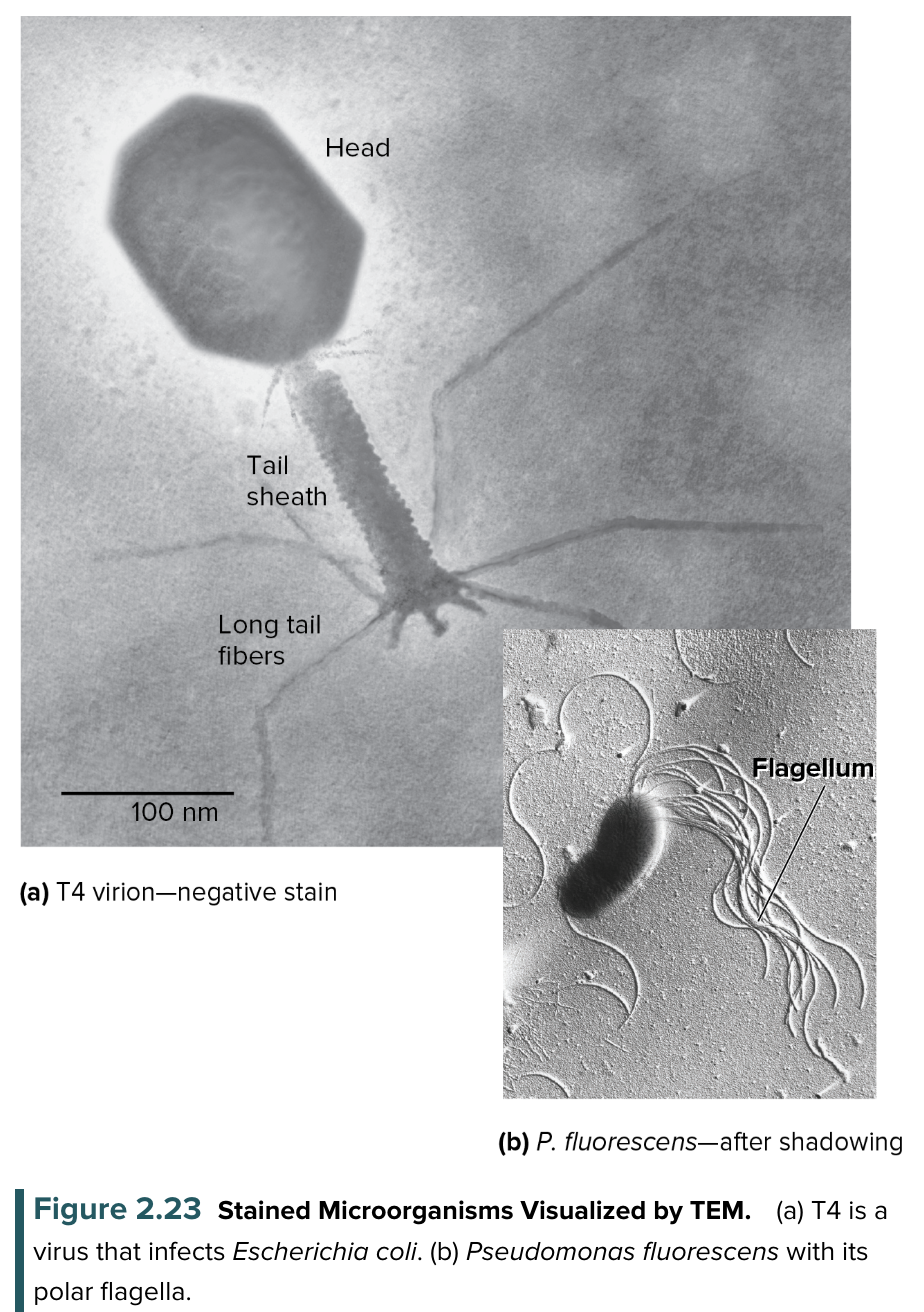 Head
Tail
sheath
Long tail
fibers
100 nm
(a) T4 virion—negative stain
Flagellum
(b) P. fluorescens—after shadowing
Figure 2.23 Stained Microorganisms Visualized by TEM. (a) T4 is a
virus that infects Escherichia coli. (b) Pseudomonas fluorescens with its
polar flagella.